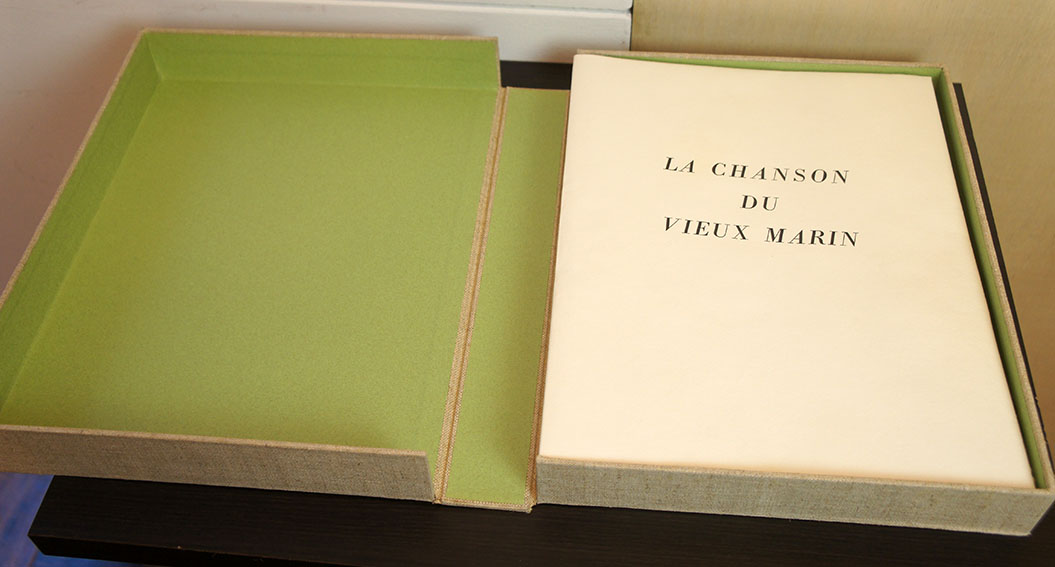 LA CHANSON
DU
VIEUX MARIN